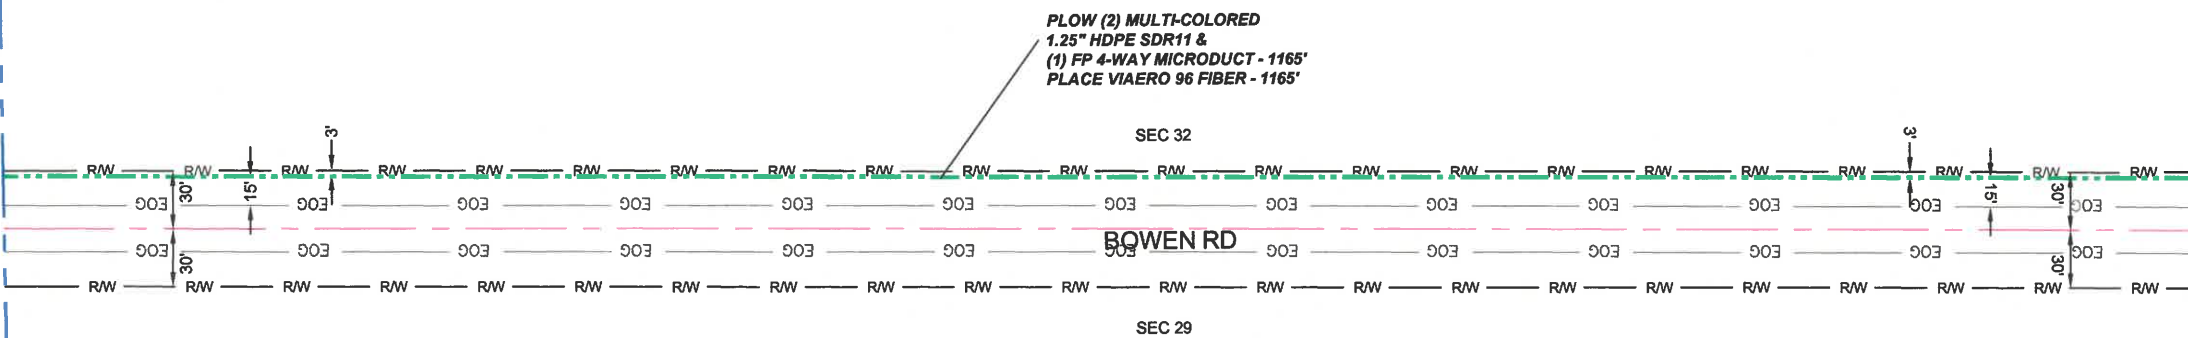 PLOW (2) MULTI-COLORED
1.25" HDPE SDR11 &
(1) FP 4-WAY MICRODUCT - 1165'
PLACE VIAERO 96 FIBER - 1165'
SEC 32
3' 3'
R/W R/W R/W R/W R/W R/W R/W R/W R/W R/W R/W R/W R/W R/W R/W R/W R/W R/W R/W R/W R/W R/W
30' 15' 15' 30'
EOG EOG EOG EOG EOG EOG EOG EOG EOG EOG EOG EOG EOG
BOWEN RD
EOG EOG EOG EOG EOG EOG EOG EOG EOG EOG EOG EOG EOG
30' 30'
R/W R/W R/W R/W R/W R/W R/W R/W R/W R/W R/W R/W R/W R/W R/W R/W R/W R/W R/W R/W R/W R/W
SEC 29